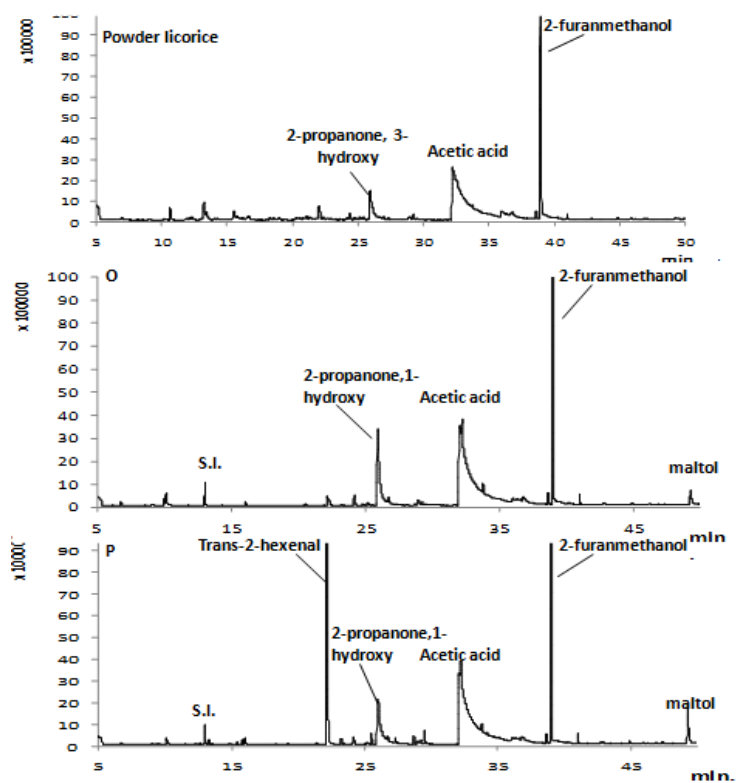 100
Powder licorice
2-furanmethanol
x 100000
90
80
70
60
50
2-propanone, 3-
hydroxy
Acetic acid
40
30
20
10
0
5 10 15 20 25 30 35 40 45 50
min
O
100
2-furanmethanol
x 100000
90
80
70
60
50
2-propanone,1-
hydroxy
Acetic acid
40
30
20
S.I.
maltol
10
0
5 15 25 35 45
min.
P
Trans-2-hexenal
2-furanmethanol
90
80
70
60
50
2-propanone,1-
hydroxy
Acetic acid
40
30
20
S.I.
maltol
10
0
5 15 25 35 45
min.